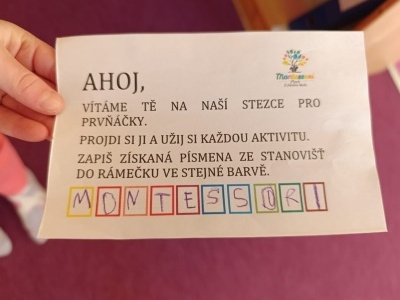 Montessori
AHOJ,
VÍTÁME TĚ NA NAŠÍ STEZCE PRO
PRVŇÁČKY.
PROJDI SI JI A UŽIJ SI KAŽDOU AKTIVITU.
ZAPIŠ ZÍSKANÁ PÍSMENA ZE STANOVIŠŤ
DO RÁMEČKU VE STEJNÉ BARVĚ.
MONTESSORI